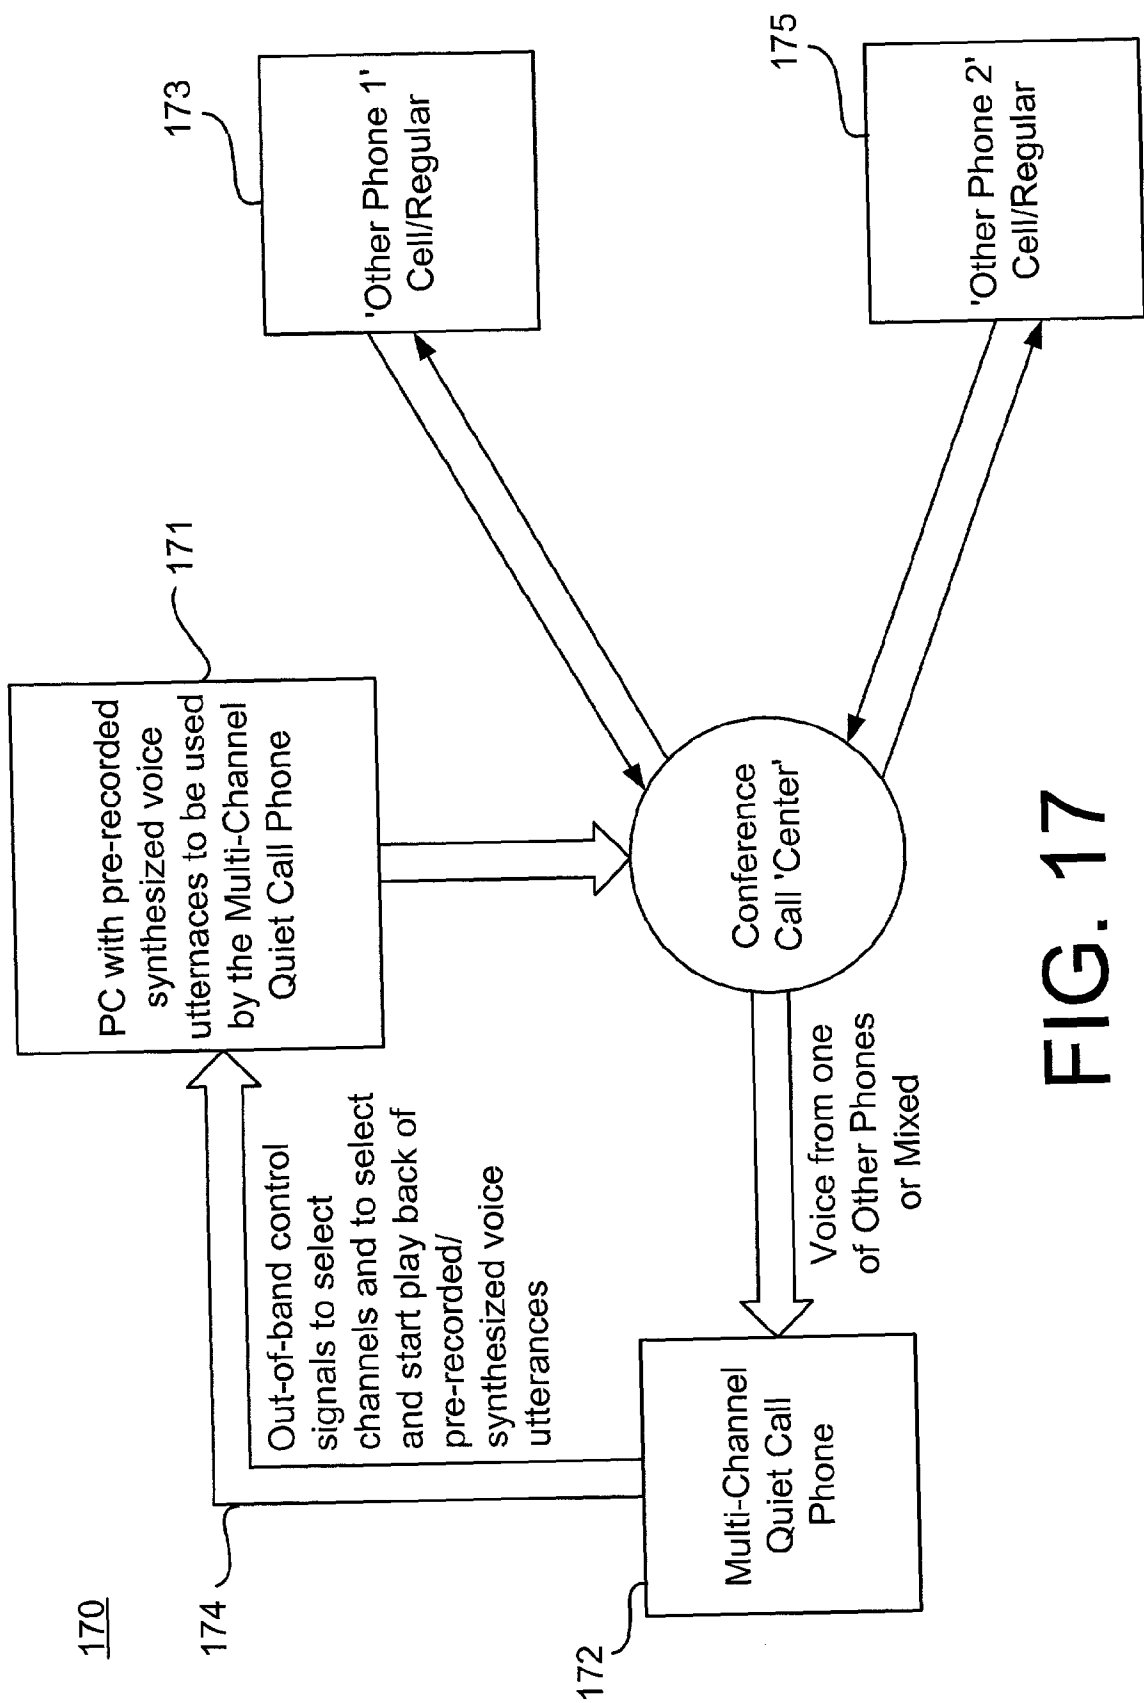 170
174
Out-of-band control
signals to select
channels and to select
and start play back of
pre-recorded/
synthesized voice
utterances
PC with pre-recorded
synthesized voice
utternaces to be used
by the Multi-Channel
Quiet Call Phone
171
173
'Other Phone 1'
Cell/Regular
172
Multi-Channel
Quiet Call
Phone
Voice from one
of Other Phones
or Mixed
Conference
Call 'Center'
175
'Other Phone 2'
Cell/Regular
FIG. 17